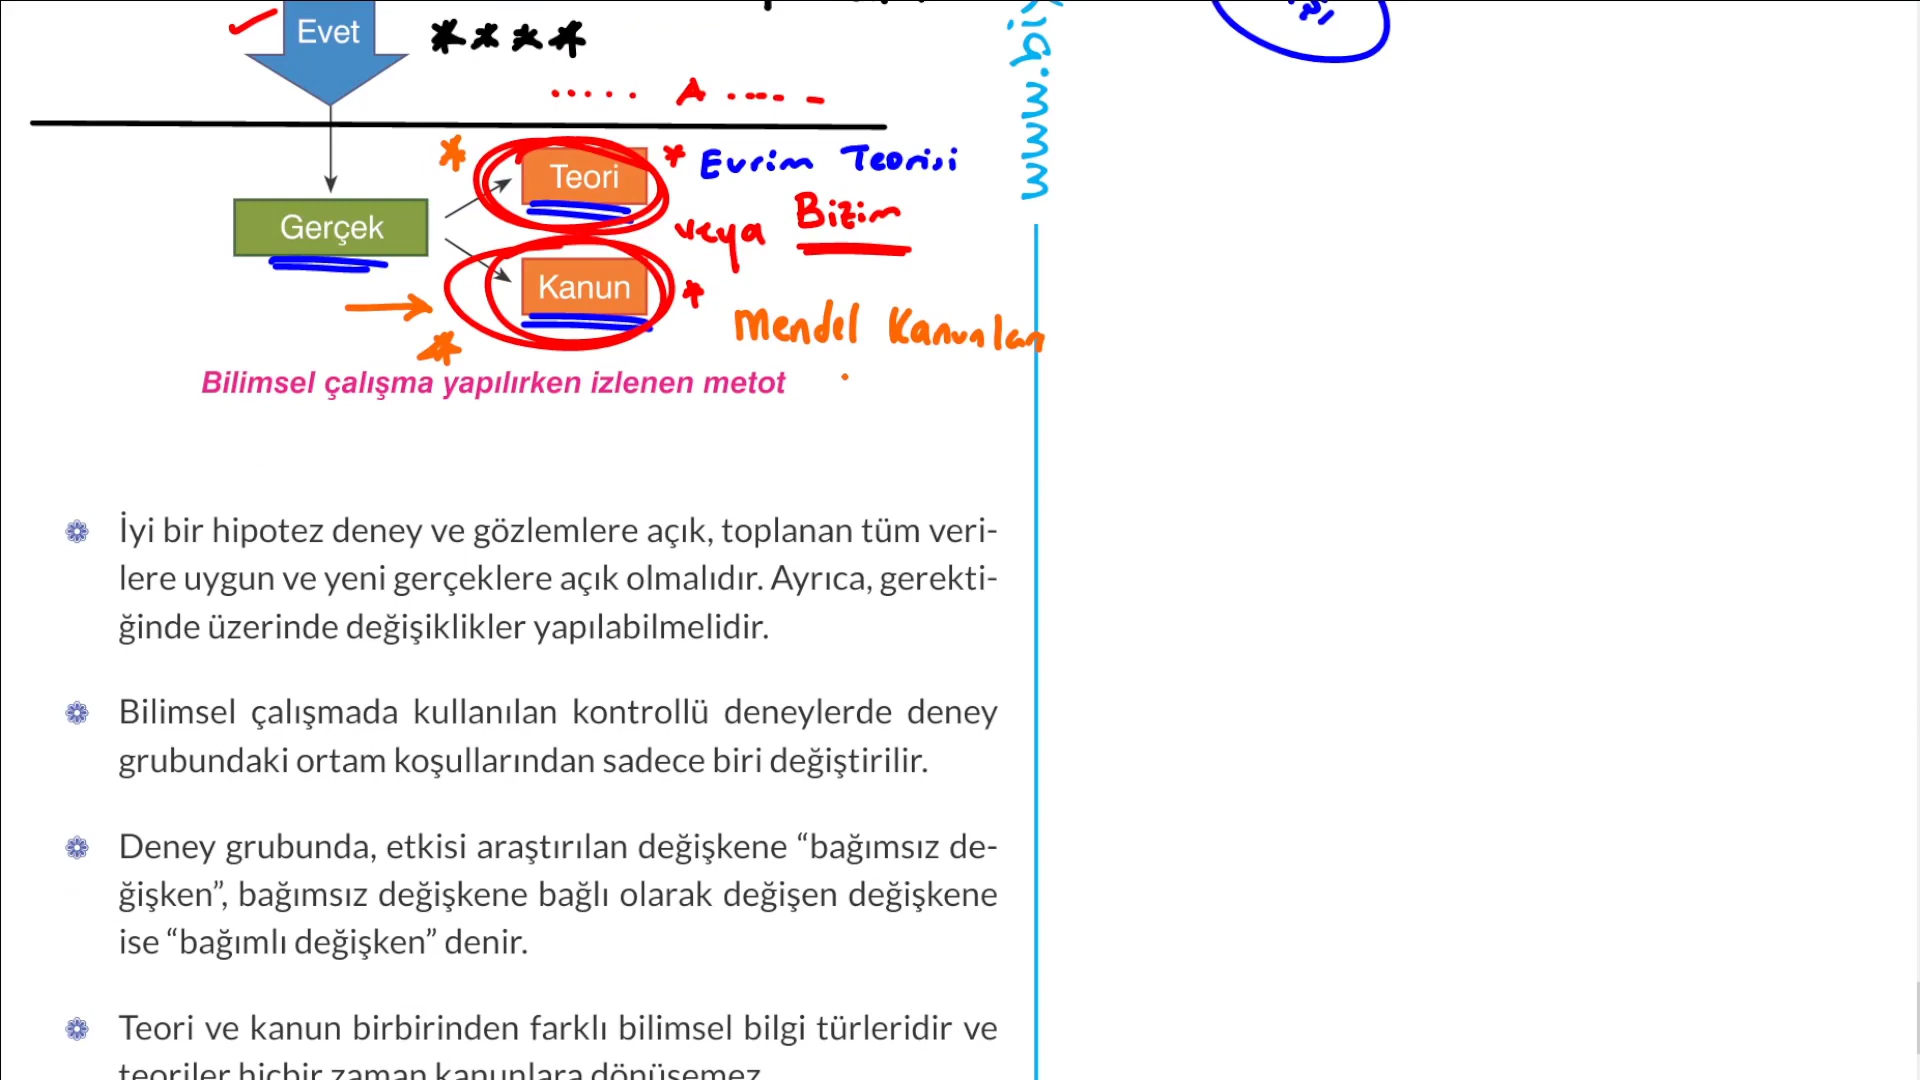 Evet
**** 
..... A ..... -
Teori
* Evrim Teorisi
Gerçek
veya Bizim
Kanun
* Mendel Kanunları
Bilimsel çalışma yapılırken izlenen metot
İyi bir hipotez deney ve gözlemlere açık, toplanan tüm veri-
lere uygun ve yeni gerçeklere açık olmalıdır. Ayrıca, gerekti-
ğinde üzerinde değişiklikler yapılabilmelidir.
Bilimsel çalışmada kullanılan kontrollü deneylerde deney
grubundaki ortam koşullarından sadece biri değiştirilir.
Deney grubunda, etkisi araştırılan değişkene “bağımsız de-
ğişken”, bağımsız değişkene bağlı olarak değişen değişkene
ise “bağımlı değişken” denir.
Teori ve kanun birbirinden farklı bilimsel bilgi türleridir ve
teoriler hiçbir zaman kanunlara dönüşemez.
www.biy